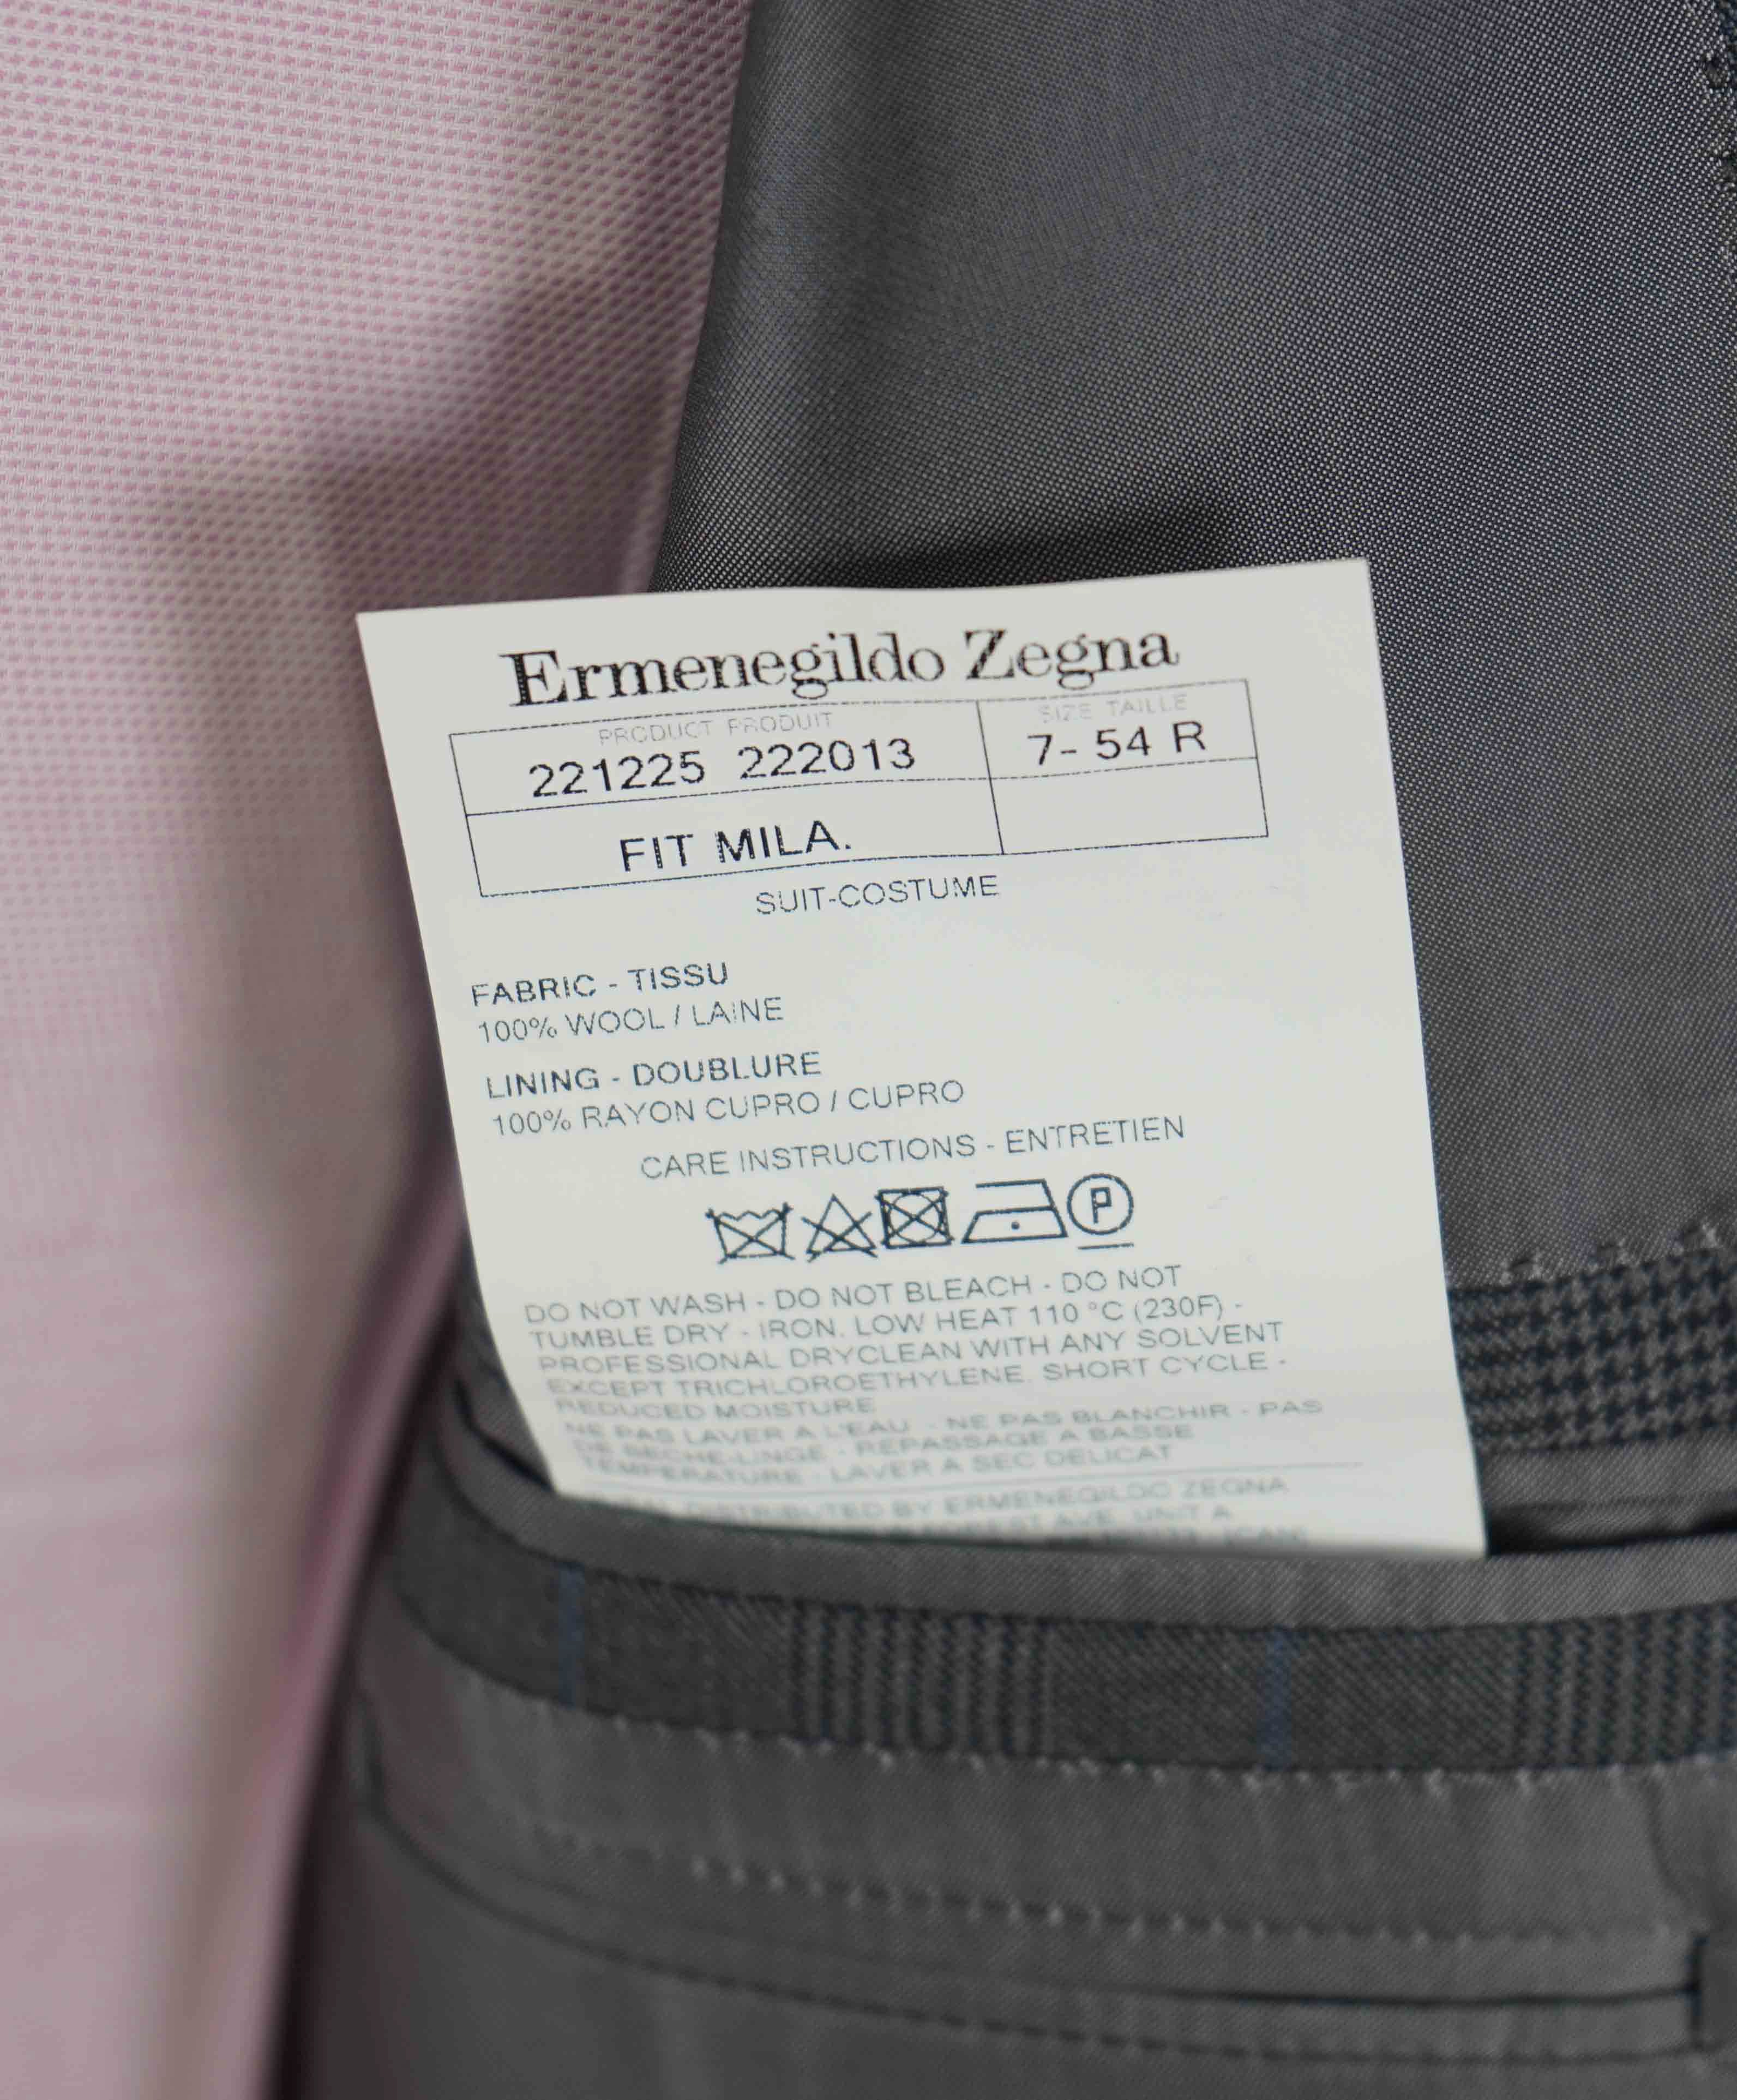 Ermenegildo Zegna
PRODUCT PRODUIT
SIZE TAILLE
221225 222013
7- 54 R
FIT MILA.
SUIT-COSTUME
FABRIC - TISSU
100% WOOL / LAINE
LINING - DOUBLURE
100% RAYON CUPRO / CUPRO
CARE INSTRUCTIONS - ENTRETIEN
P
DO NOT WASH - DO NOT BLEACH - DO NOT
TUMBLE DRY - IRON. LOW HEAT 110 °C (230F) -
PROFESSIONAL DRYCLEAN WITH ANY SOLVENT
EXCEPT TRICHLOROETHYLENE. SHORT CYCLE -
REDUCED MOISTURE
NE PAS LAVER A L'EAU - NE PAS BLANCHIR - PAS
DE SECHE-LINGE - REPASSAGE A BASSE
TEMPERATURE - LAVER A SEC DELICAT
DISTRIBUTED BY ERMENEGILDO ZEGNA
AVE. UNIT A